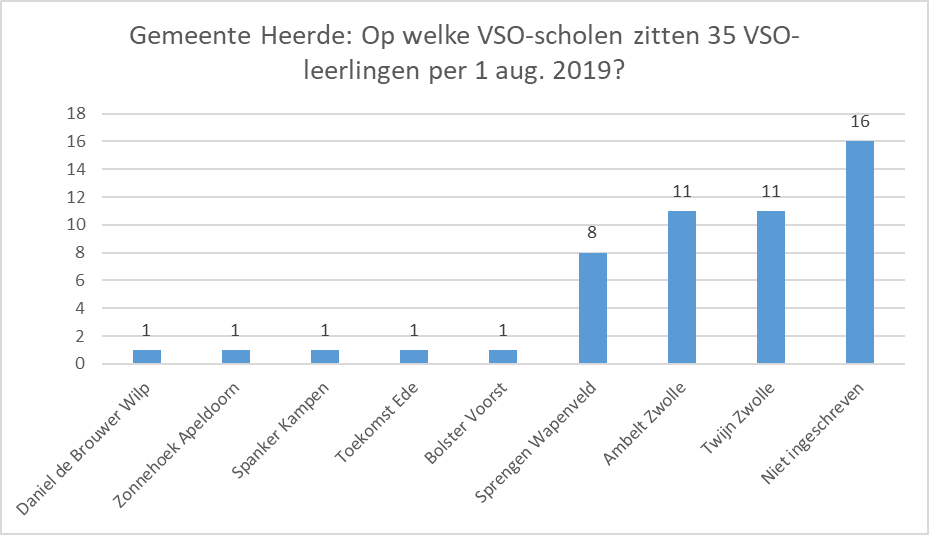 Gemeente Heerde: Op welke VSO-scholen zitten 35 VSO-
leerlingen per 1 aug. 2019?
18
16
14
12
10
8
6
4
2
0
1
1
1
1
1
8
11
11
16
Daniel de Brouwer Wilp
Zonnehoek Apeldoorn
Spanker Kampen
Toekomst Ede
Bolster Voorst
Sprengen Wapenveld
Ambelt Zwolle
Twijn Zwolle
Niet ingeschreven